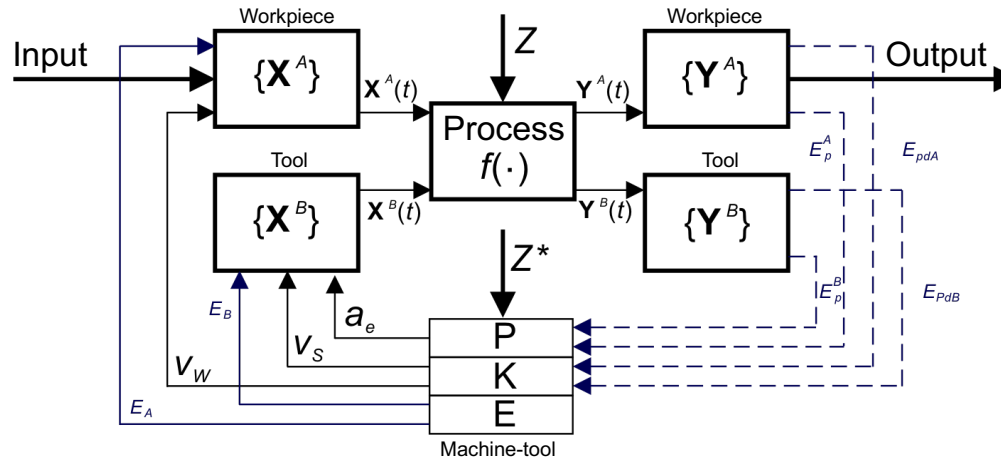 Workpiece
Workpiece
Input
{X^A}
Z
{Y^A}
Output
X^A(t)
Y^A(t)
Process
f(·)
E_p^A
E_pdA
Tool
Tool
{X^B}
X^B(t)
Y^B(t)
{Y^B}
Z*
E_B
a_e
E_p^B
E_PdB
v_S
P
v_W
K
E_A
E
Machine-tool